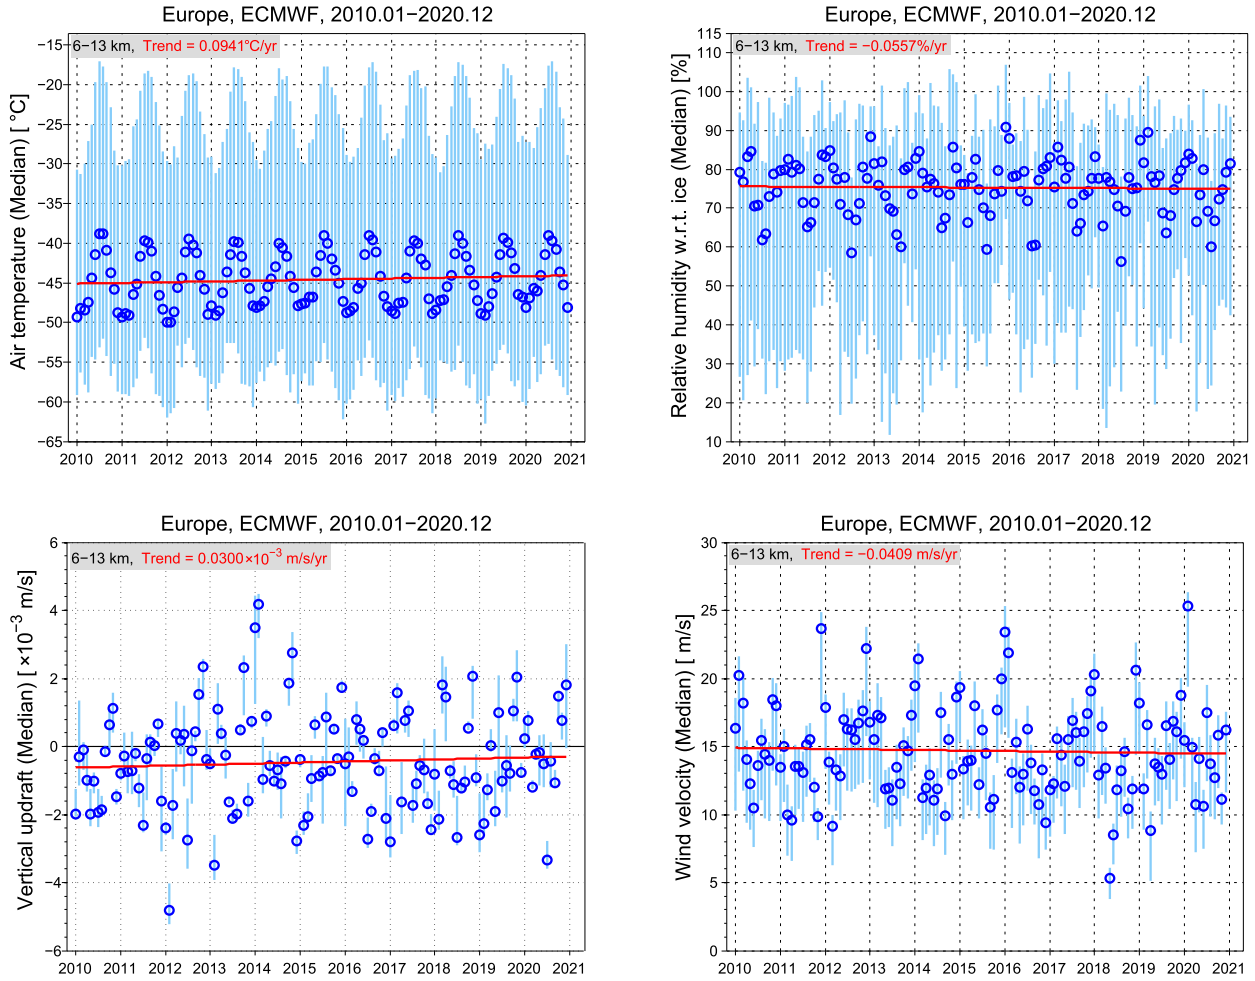 Europe, ECMWF, 2010.01−2020.12
6−13 km, Trend = 0.0941°C/yr
Air temperature (Median) [ °C]
−15
−20
−25
−30
−35
−40
−45
−50
−55
−60
−65
2010 2011 2012 2013 2014 2015 2016 2017 2018 2019 2020 2021
Europe, ECMWF, 2010.01−2020.12
6−13 km, Trend = −0.0557%/yr
Relative humidity w.r.t. ice (Median) [%]
115
110
100
90
80
70
60
50
40
30
20
10
2010 2011 2012 2013 2014 2015 2016 2017 2018 2019 2020 2021
Europe, ECMWF, 2010.01−2020.12
6−13 km, Trend = 0.0300×10⁻³ m/s/yr
Vertical updraft (Median) [ ×10⁻³ m/s]
6
4
2
0
−2
−4
−6
2010 2011 2012 2013 2014 2015 2016 2017 2018 2019 2020 2021
Europe, ECMWF, 2010.01−2020.12
6−13 km, Trend = −0.0409 m/s/yr
Wind velocity (Median) [ m/s]
30
25
20
15
10
5
0
2010 2011 2012 2013 2014 2015 2016 2017 2018 2019 2020 2021